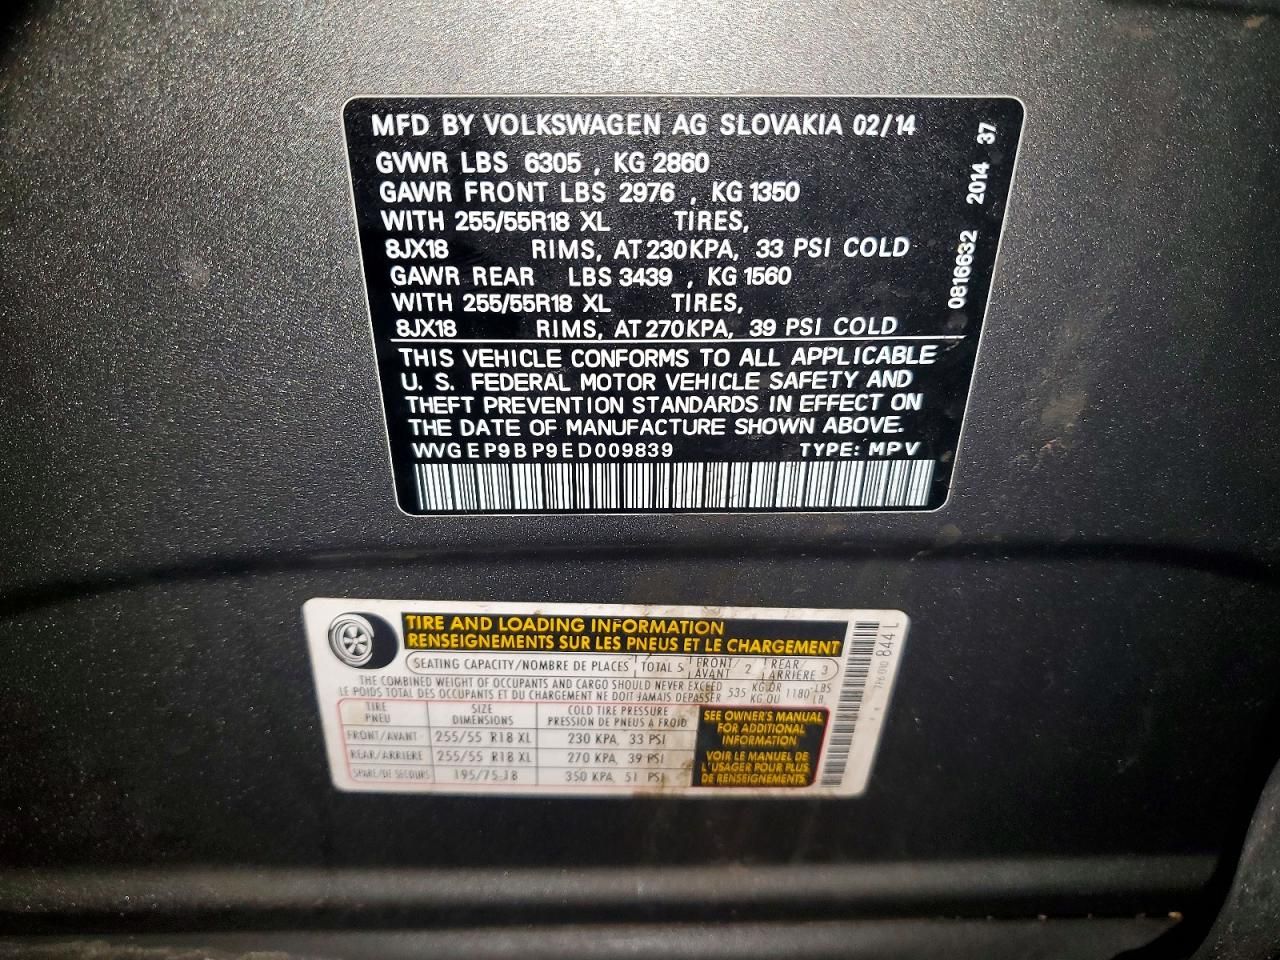 MFD BY VOLKSWAGEN AG SLOVAKIA 02/14
GVWR LBS 6305 , KG 2860
GAWR FRONT LBS 2976 , KG 1350
WITH 255/55R18 XL TIRES,
8JX18 RIMS, AT 230KPA, 33 PSI COLD
GAWR REAR LBS 3439 , KG 1560
WITH 255/55R18 XL TIRES,
8JX18 RIMS, AT 270KPA, 39 PSI COLD
THIS VEHICLE CONFORMS TO ALL APPLICABLE
U. S. FEDERAL MOTOR VEHICLE SAFETY AND
THEFT PREVENTION STANDARDS IN EFFECT ON
THE DATE OF MANUFACTURE SHOWN ABOVE.
WVGEP9BP9ED009839 TYPE: MPV
0816632 2014 37
TIRE AND LOADING INFORMATION
RENSEIGNEMENTS SUR LES PNEUS ET LE CHARGEMENT
SEATING CAPACITY/NOMBRE DE PLACES TOTAL 5 FRONT/AVANT 2 REAR/ARRIERE 3
THE COMBINED WEIGHT OF OCCUPANTS AND CARGO SHOULD NEVER EXCEED 535 KG OR 1180 LBS
LE POIDS TOTAL DES OCCUPANTS ET DU CHARGEMENT NE DOIT JAMAIS DEPASSER KG OU LB.
TIRE SIZE COLD TIRE PRESSURE
PNEU DIMENSIONS PRESSION DE PNEUS A FROID
FRONT/AVANT 255/55 R18 XL 230 KPA, 33 PSI
REAR/ARRIERE 255/55 R18 XL 270 KPA, 39 PSI
SPARE/DE SECOURS 195/75-18 350 KPA, 51 PSI
SEE OWNER'S MANUAL
FOR ADDITIONAL
INFORMATION
VOIR LE MANUEL DE
L'USAGER POUR PLUS
DE RENSEIGNEMENTS
844 L